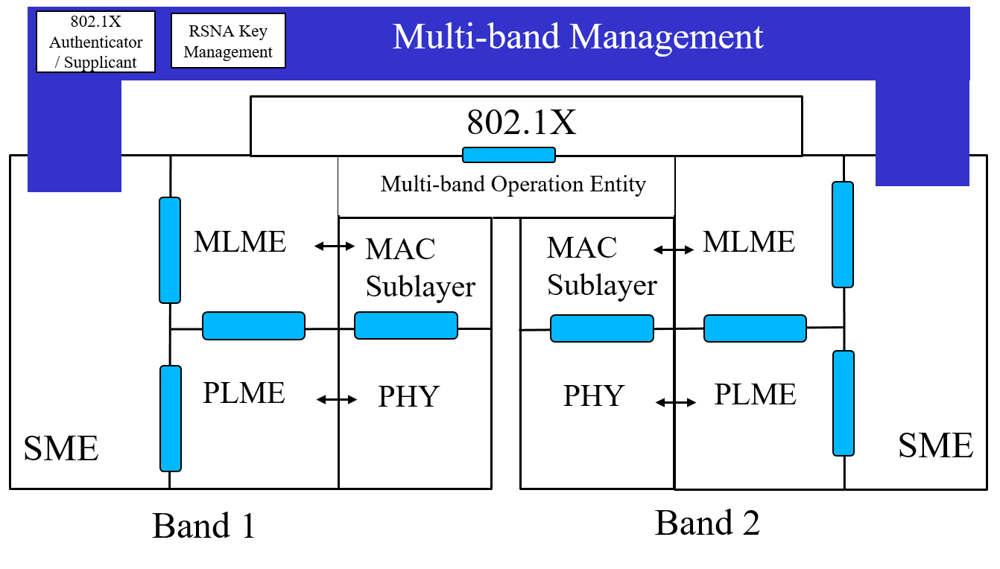 802.1X
Authenticator
/ Supplicant
RSNA Key
Management
Multi-band Management
802.1X
Multi-band Operation Entity
MLME
MAC
Sublayer
MAC
Sublayer
MLME
PLME
PHY
PHY
PLME
SME
SME
Band 1
Band 2